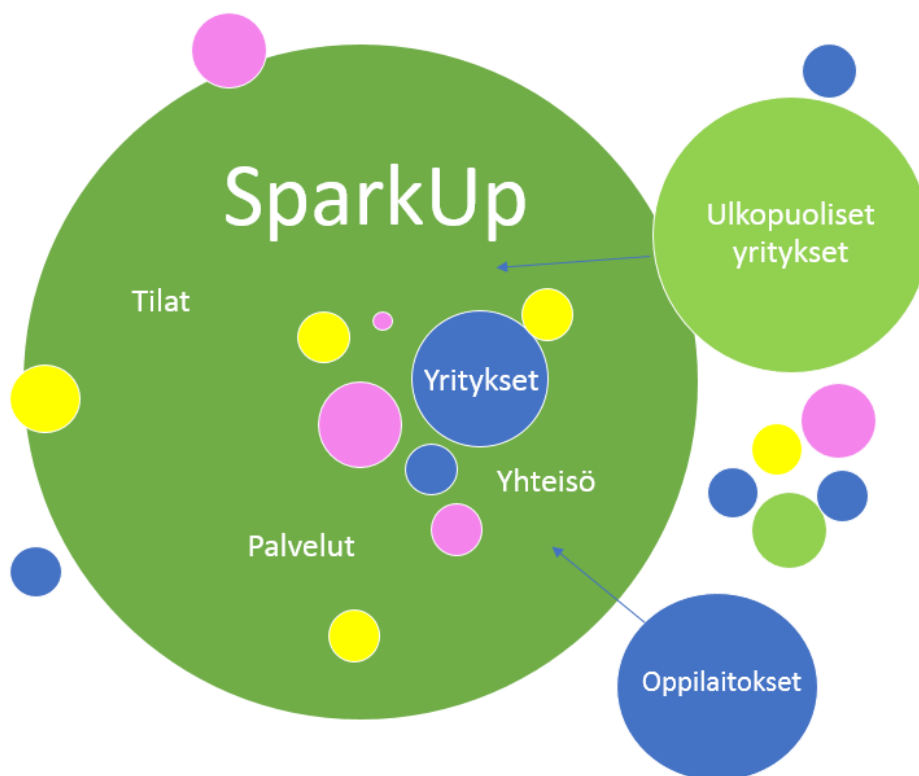 SparkUp
Ulkopuoliset
yritykset
Tilat
Yritykset
Yhteisö
Palvelut
Oppilaitokset